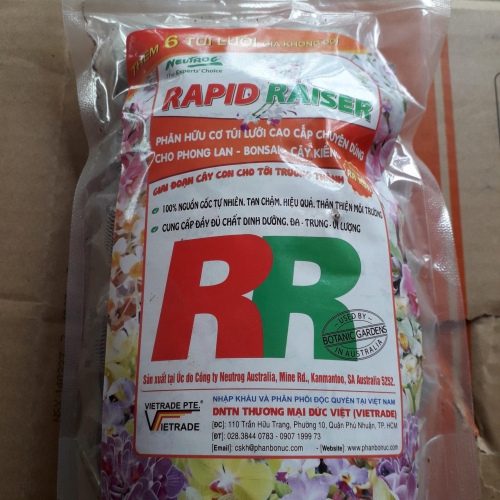 THÊM 6 TÚI LƯỚI GIÁ KHÔNG ĐỔI
NEUTROG
The Experts' Choice
RAPID RAISER
PHÂN HỮU CƠ TÚI LƯỚI CAO CẤP CHUYÊN DÙNG
CHO PHONG LAN - BONSAI - CÂY KIỂNG
GIAI ĐOẠN CÂY CON CHO TỚI TRƯỞNG THÀNH
100% NGUỒN GỐC TỰ NHIÊN, TAN CHẬM, HIỆU QUẢ, THÂN THIỆN MÔI TRƯỜNG
CUNG CẤP ĐẦY ĐỦ CHẤT DINH DƯỠNG, ĐA - TRUNG - VI LƯỢNG
RR
USED BY
BOTANIC GARDENS
IN AUSTRALIA
Sản xuất tại Úc do Công ty Neutrog Australia, Mine Rd., Kanmantoo, SA Australia 5252.
VIETRADE PTE.®
VIETRADE
NHẬP KHẨU VÀ PHÂN PHỐI ĐỘC QUYỀN TẠI VIỆT NAM
DNTN THƯƠNG MẠI ĐỨC VIỆT (VIETRADE)
[ĐC]: 110 Trần Hữu Trang, Phường 10, Quận Phú Nhuận, TP. HCM
[ĐT]: 028.3844 0783 - 0907 1999 73
[Email]: cskh@phanbonuc.com - [Website] www.phanbonuc.com